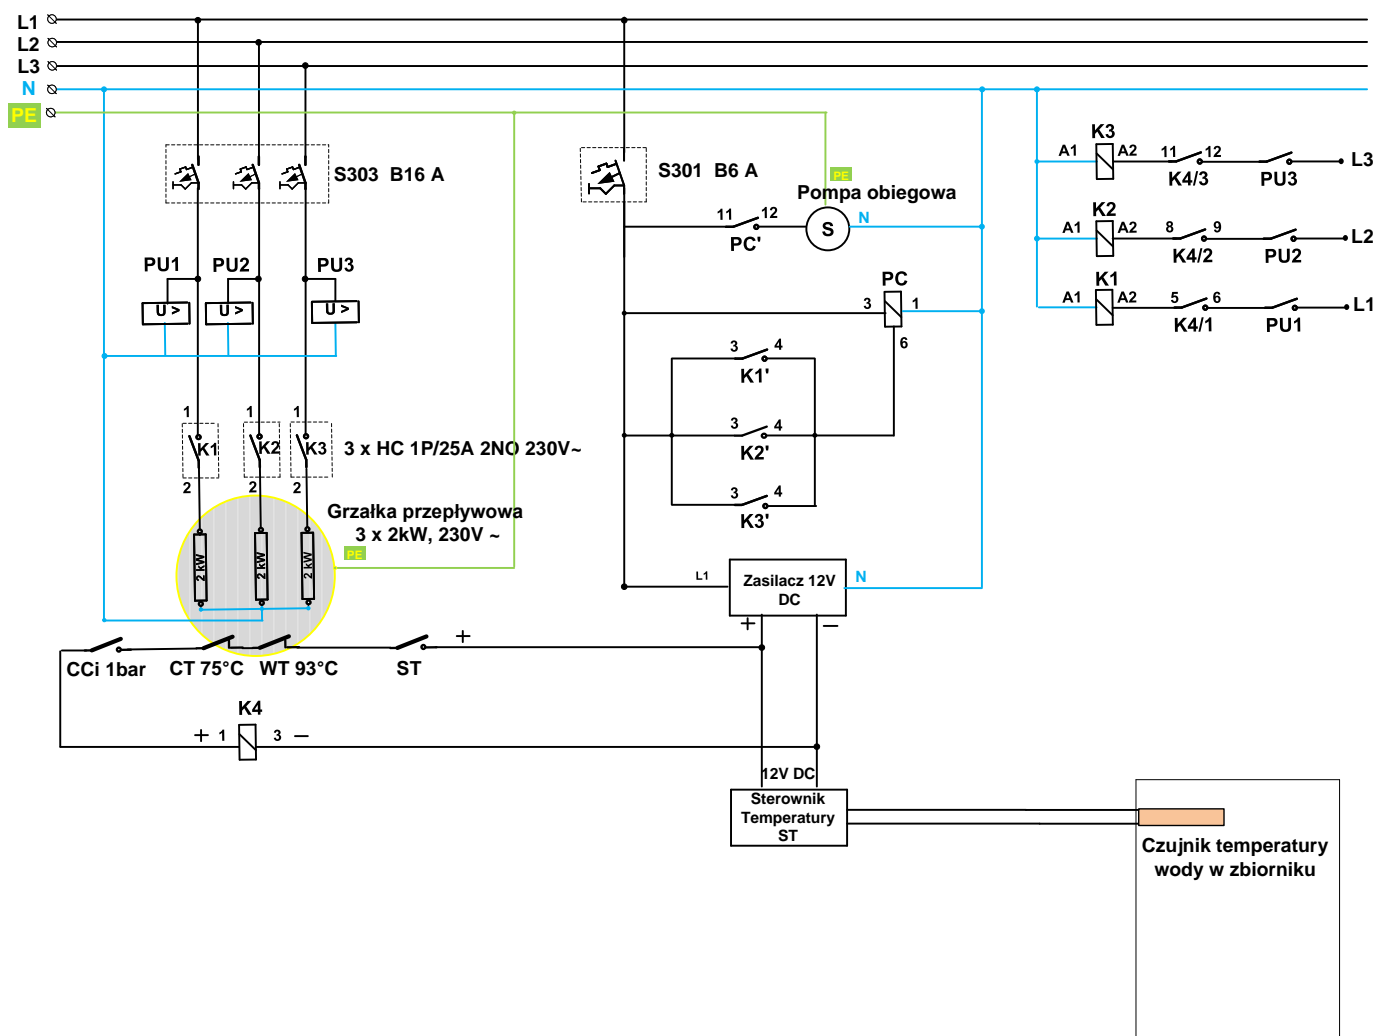 L1
L2
L3
N
PE
S303 B16 A
S301 B6 A
PE
Pompa obiegowa
11 12
PC'
S
N
K3
A1 A2 11 12
K4/3 PU3
L3
K2
A1 A2 8 9
K4/2 PU2
L2
K1
A1 A2 5 6
K4/1 PU1
L1
PU1 PU2 PU3
U > U > U >
PC
3 1
6
3 4
K1'
3 4
K2'
3 4
K3'
1 1 1
K1 K2 K3
3 x HC 1P/25A 2NO 230V~
2 2 2
Grzałka przepływowa
3 x 2kW, 230V ~
PE
2 kW 2 kW 2 kW
L1
Zasilacz 12V
DC
N
+ −
CCi 1bar CT 75°C WT 93°C ST +
K4
+ 1 3 −
12V DC
Sterownik
Temperatury
ST
Czujnik temperatury
wody w zbiorniku